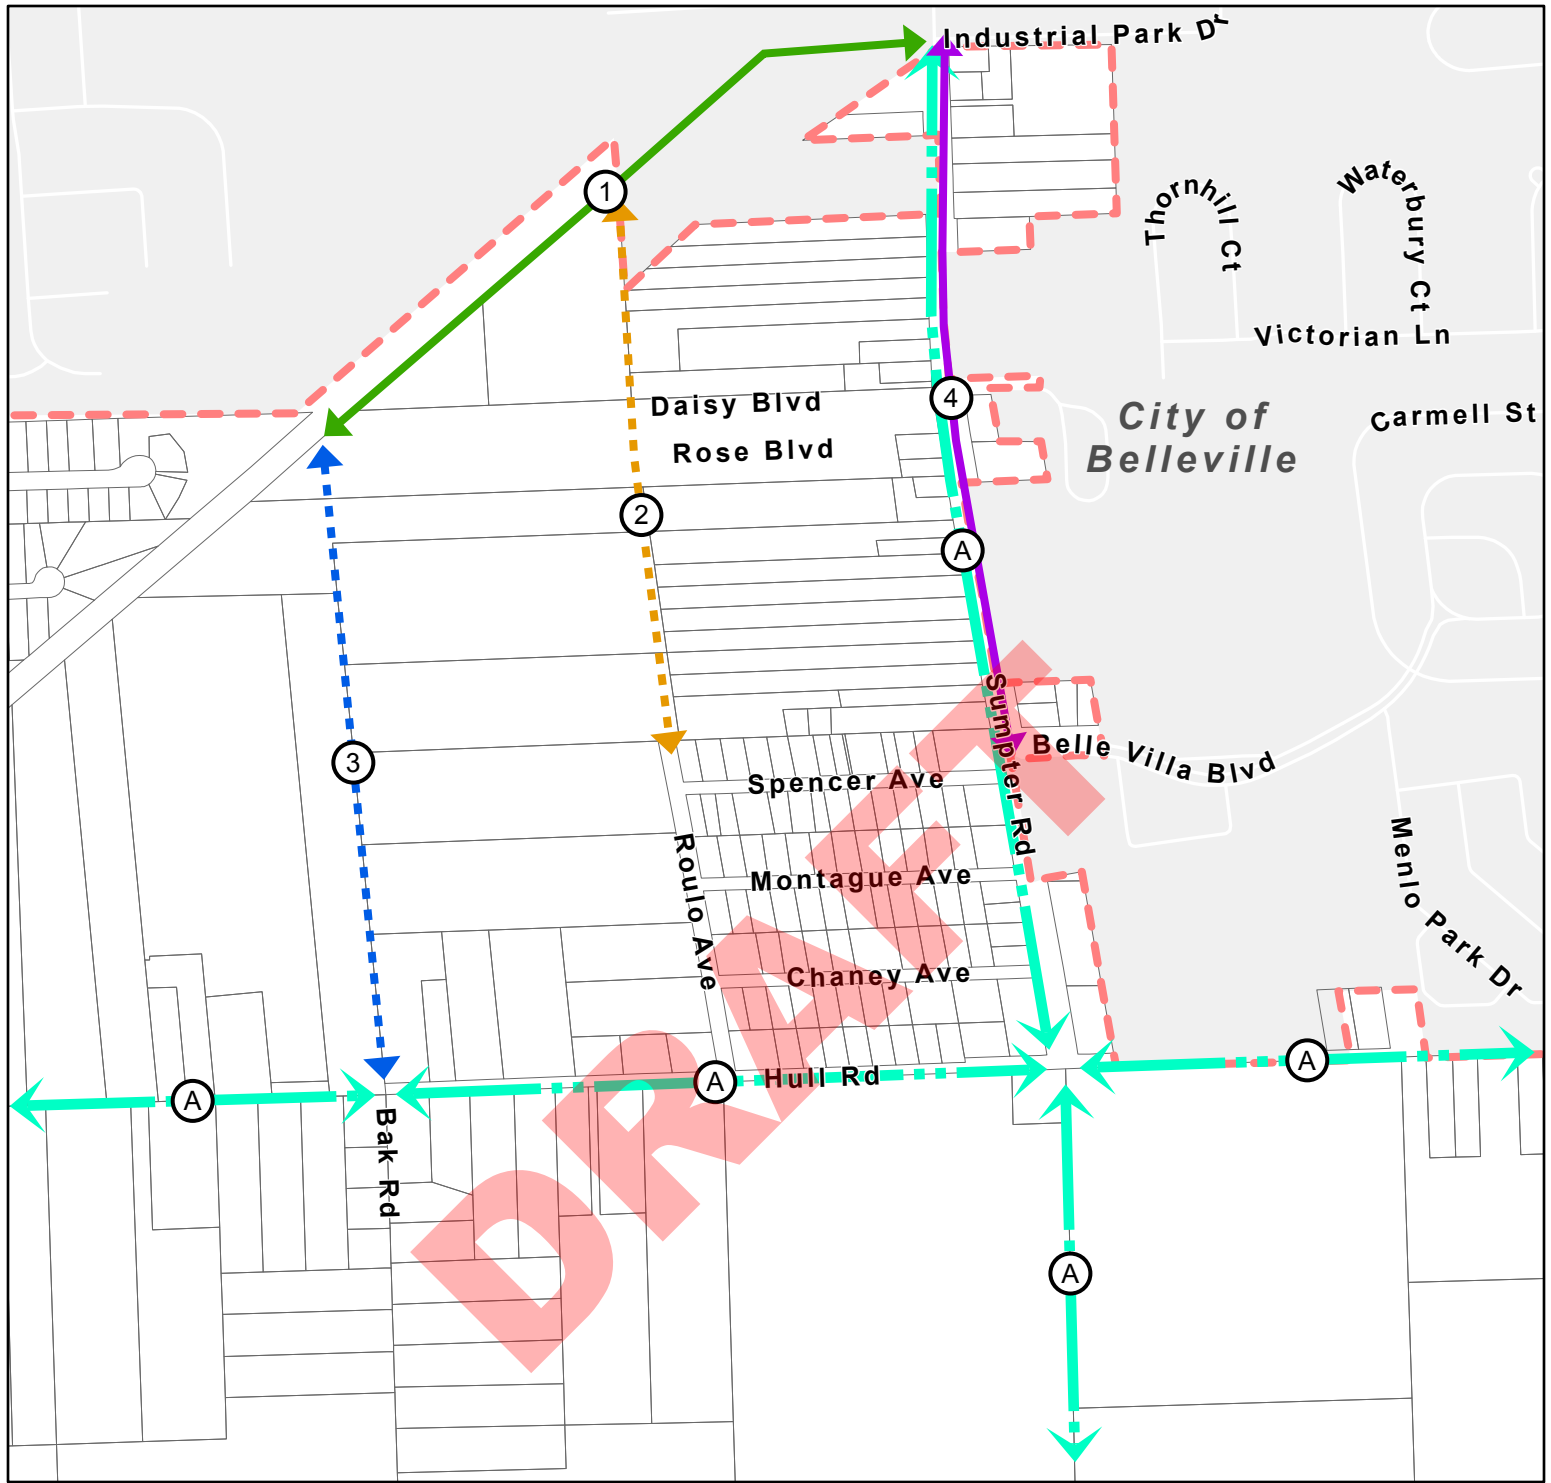 Industrial Park Dr
1
Thornhill Ct
Waterbury Ct
Victorian Ln
Daisy Blvd
4
City of
Belleville
Carmell St
Rose Blvd
2
A
Sumpter Rd
3
Belle Villa Blvd
Spencer Ave
Roulo Ave
Montague Ave
Menlo Park Dr
Chaney Ave
A
A
Hull Rd
A
Bak Rd
A
DRAFT